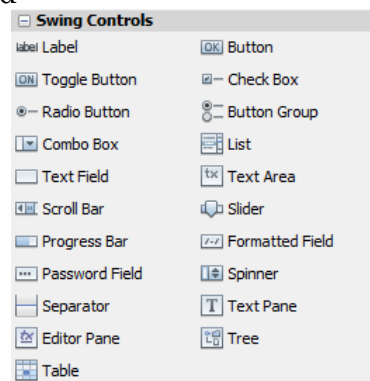 Swing Controls
label Label OK Button
ON Toggle Button Check Box
Radio Button Button Group
Combo Box List
Text Field tx Text Area
Scroll Bar Slider
Progress Bar Formatted Field
Password Field Spinner
Separator T Text Pane
Editor Pane Tree
Table